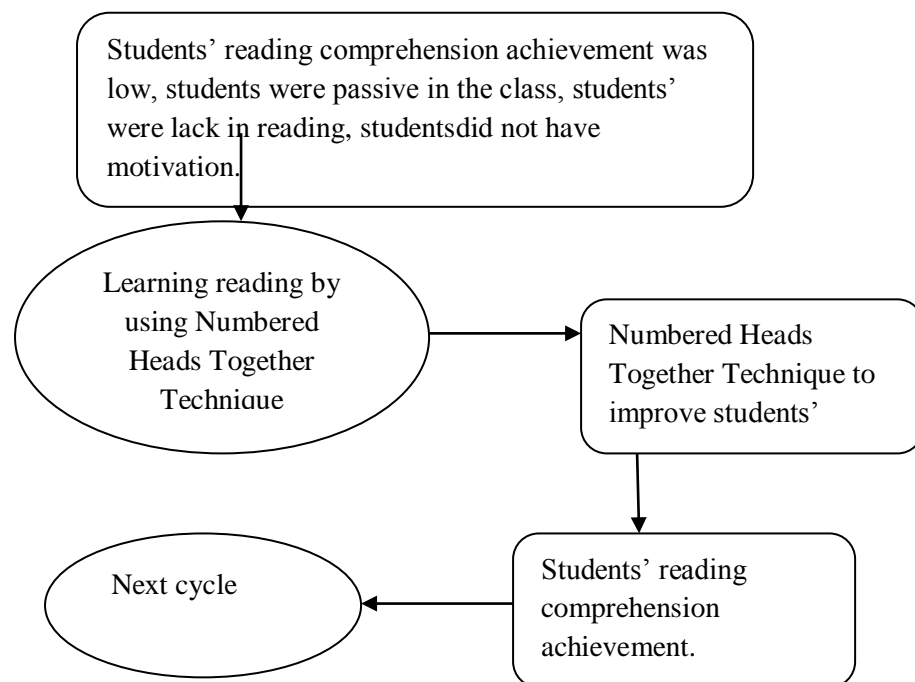 Students’ reading comprehension achievement was
low, students were passive in the class, students’
were lack in reading, studentsdid not have
motivation.
Learning reading by
using Numbered
Heads Together
Technique
Numbered Heads
Together Technique to
improve students’
Students’ reading
comprehension
achievement.
Next cycle